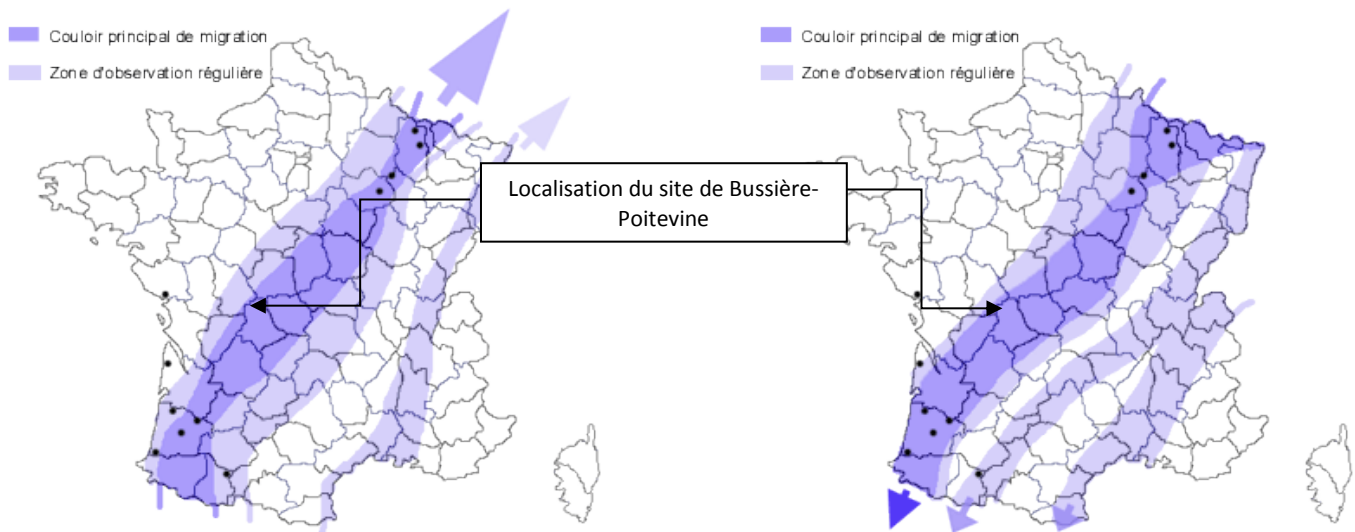 Couloir principal de migration
Zone d'observation régulière
Localisation du site de Bussière-
Poitevine
Couloir principal de migration
Zone d'observation régulière